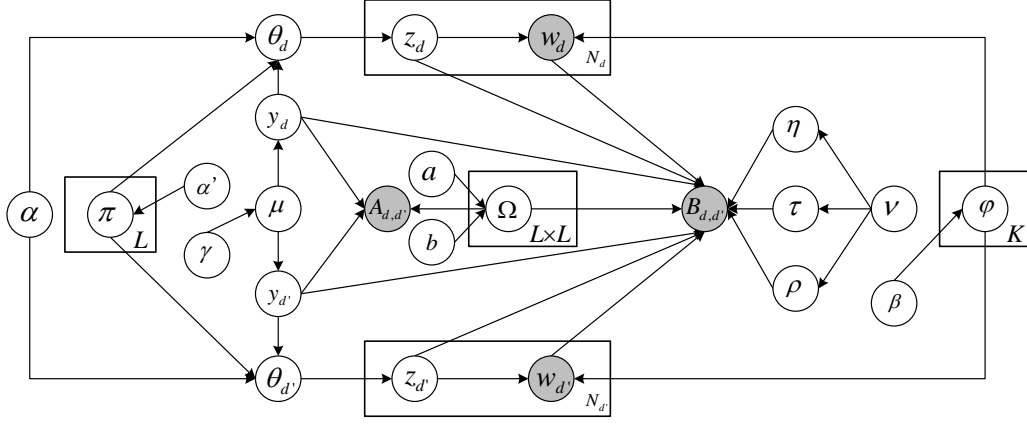 θ_d z_d w_d
N_d
y_d η
α' a
α π μ A_{d,d'} Ω B_{d,d'} τ ν φ
L L×L K
γ b
y_{d'} ρ β
θ_{d'} z_{d'} w_{d'}
N_{d'}